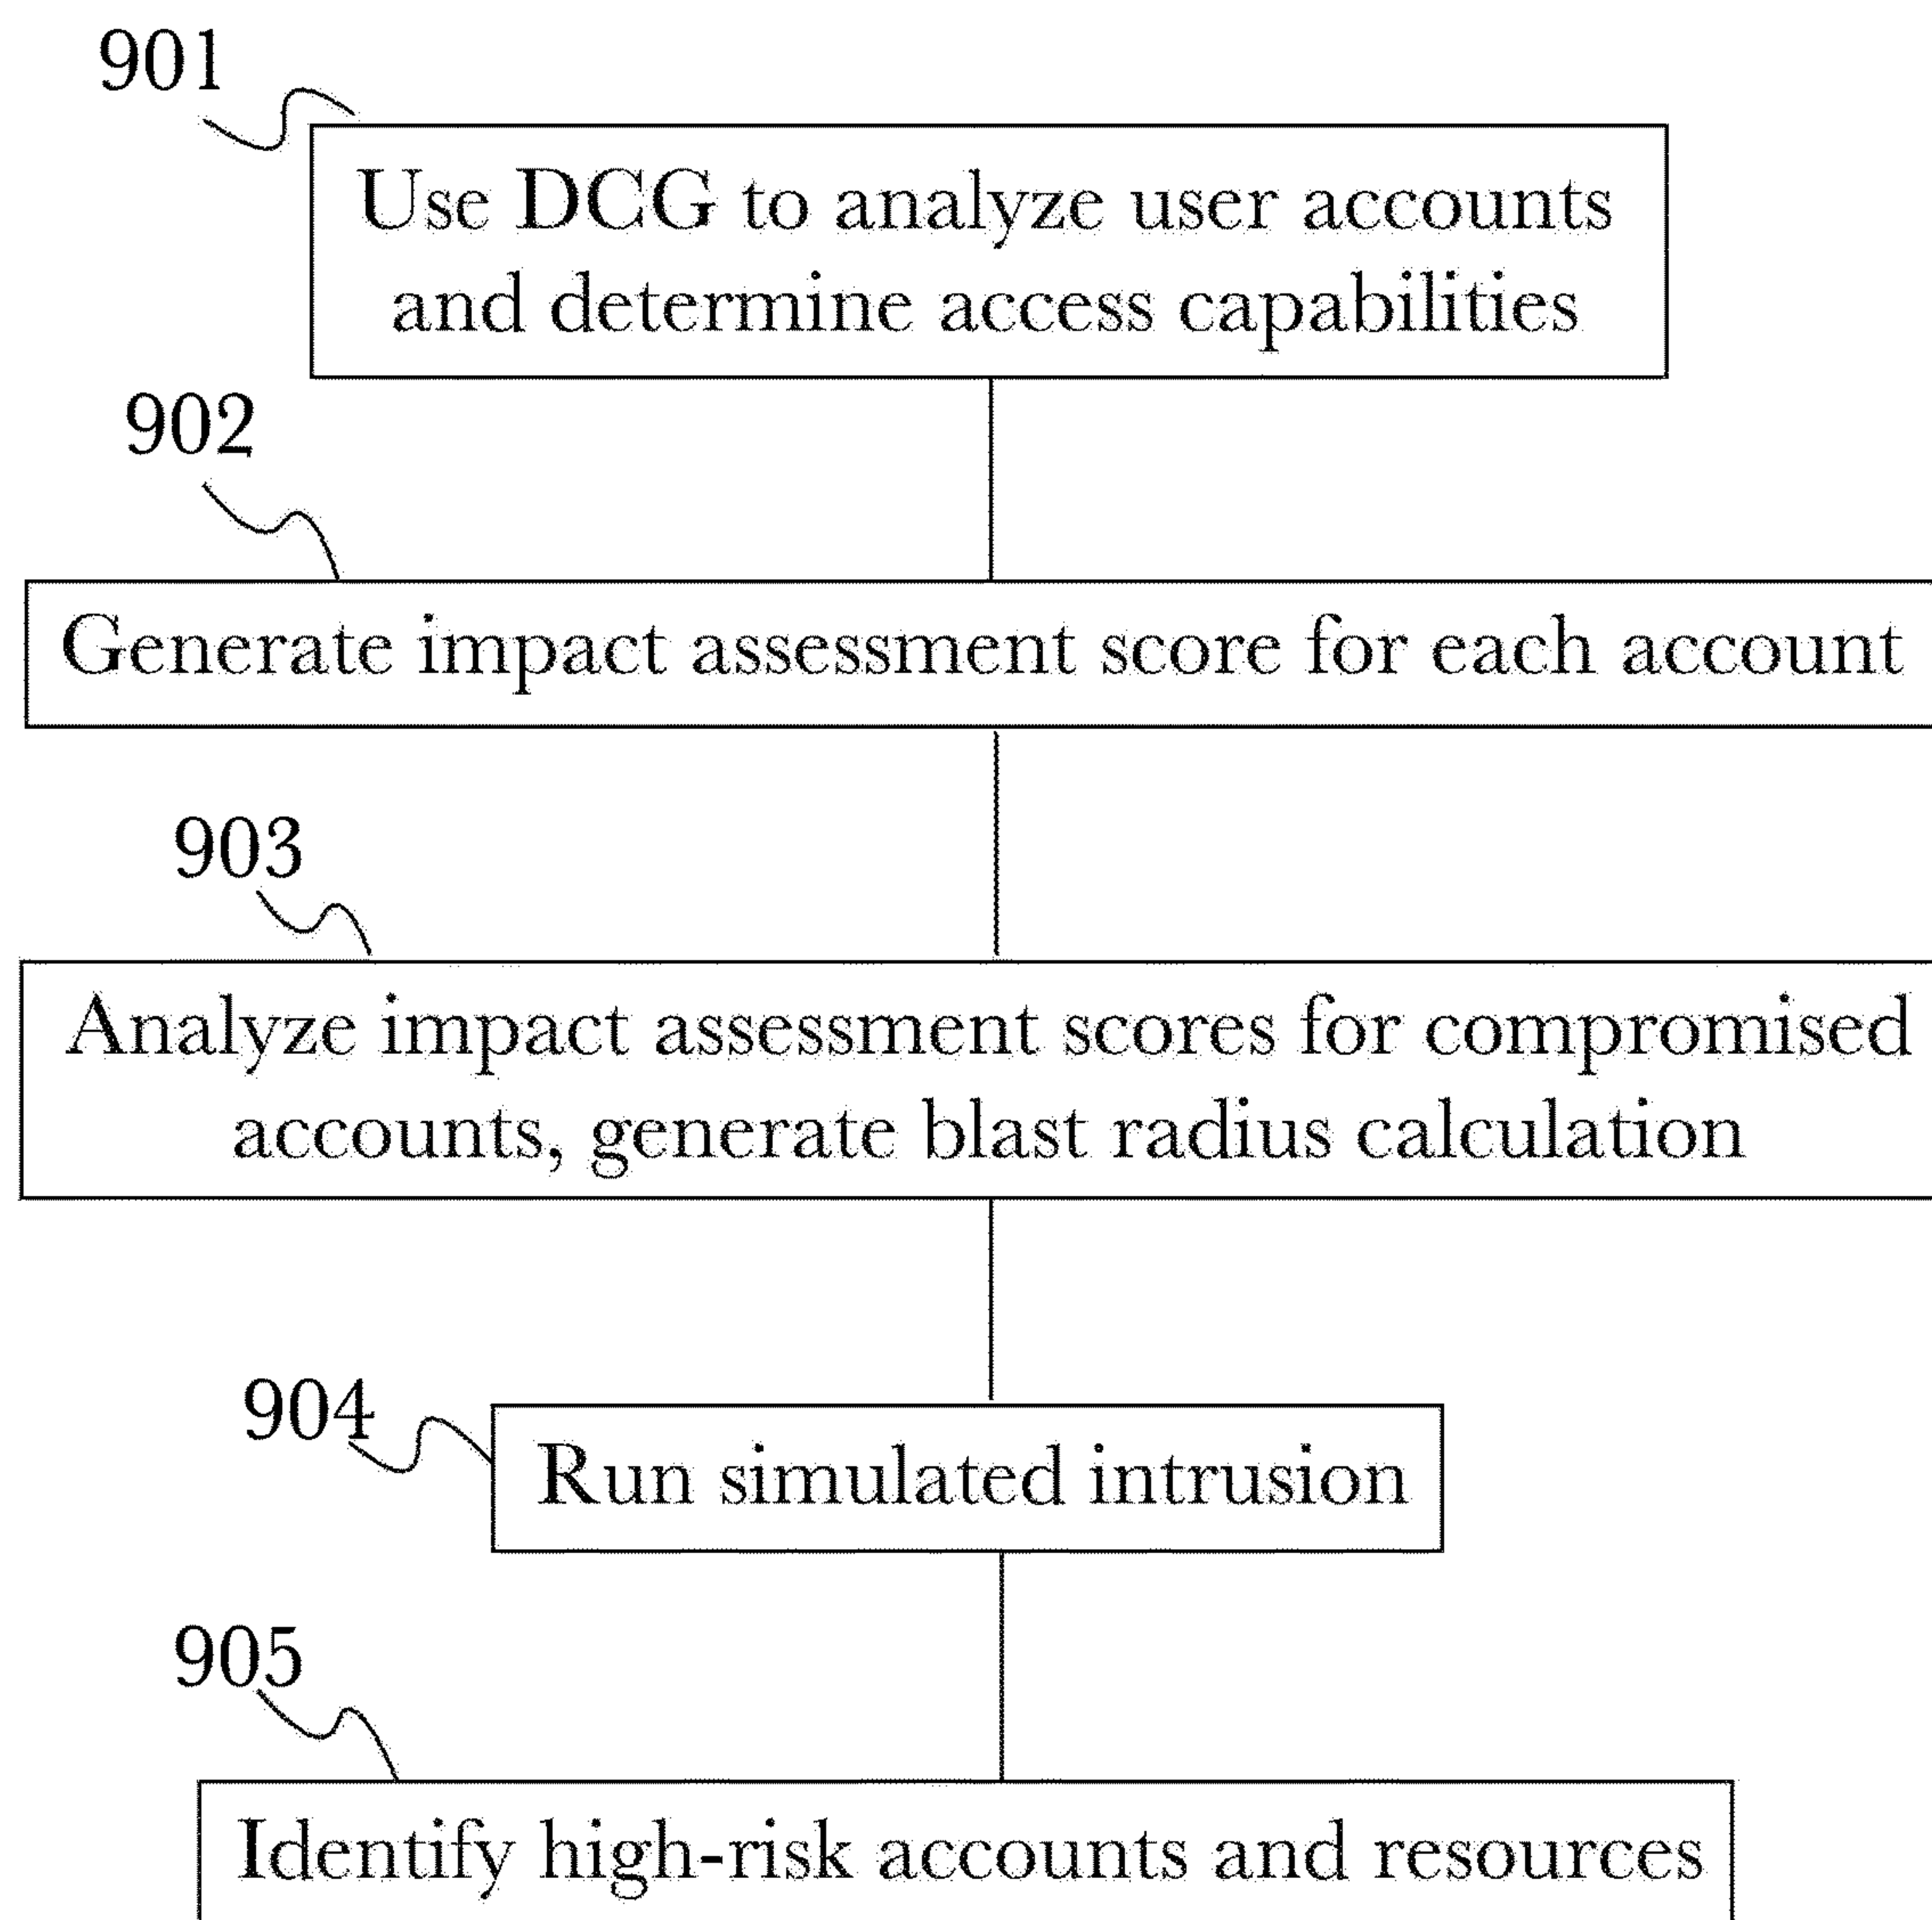 901
Use DCG to analyze user accounts
and determine access capabilities
902
Generate impact assessment score for each account
903
Analyze impact assessment scores for compromised
accounts, generate blast radius calculation
904
Run simulated intrusion
905
Identify high-risk accounts and resources